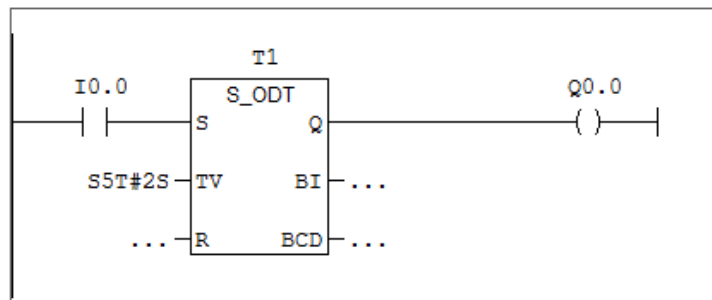 T1
I0.0
S_ODT
Q0.0
S
Q
S5T#2S
TV
BI
...
...
R
BCD
...